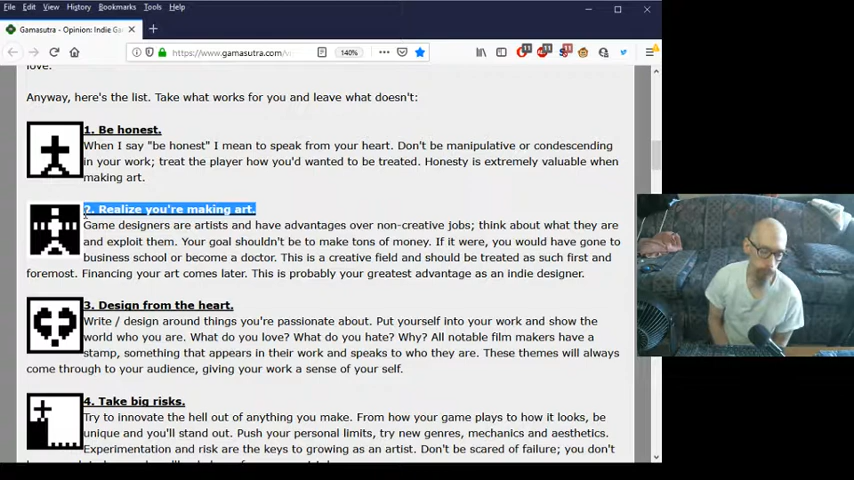 File Edit View History Bookmarks Tools Help
Gamasutra - Opinion: Indie Ga
https://www.gamasutra.com/v
140%
11 11
love.
Anyway, here's the list. Take what works for you and leave what doesn't:
1. Be honest.
When I say "be honest" I mean to speak from your heart. Don't be manipulative or condescending
in your work; treat the player how you'd wanted to be treated. Honesty is extremely valuable when
making art.
2. Realize you're making art.
Game designers are artists and have advantages over non-creative jobs; think about what they are
and exploit them. Your goal shouldn't be to make tons of money. If it were, you would have gone to
business school or become a doctor. This is a creative field and should be treated as such first and
foremost. Financing your art comes later. This is probably your greatest advantage as an indie designer.
3. Design from the heart.
Write / design around things you're passionate about. Put yourself into your work and show the
world who you are. What do you love? What do you hate? Why? All notable film makers have a
stamp, something that appears in their work and speaks to who they are. These themes will always
come through to your audience, giving your work a sense of your self.
4. Take big risks.
Try to innovate the hell out of anything you make. From how your game plays to how it looks, be
unique and you'll stand out. Push your personal limits, try new genres, mechanics and aesthetics.
Experimentation and risk are the keys to growing as an artist. Don't be scared of failure; you don't